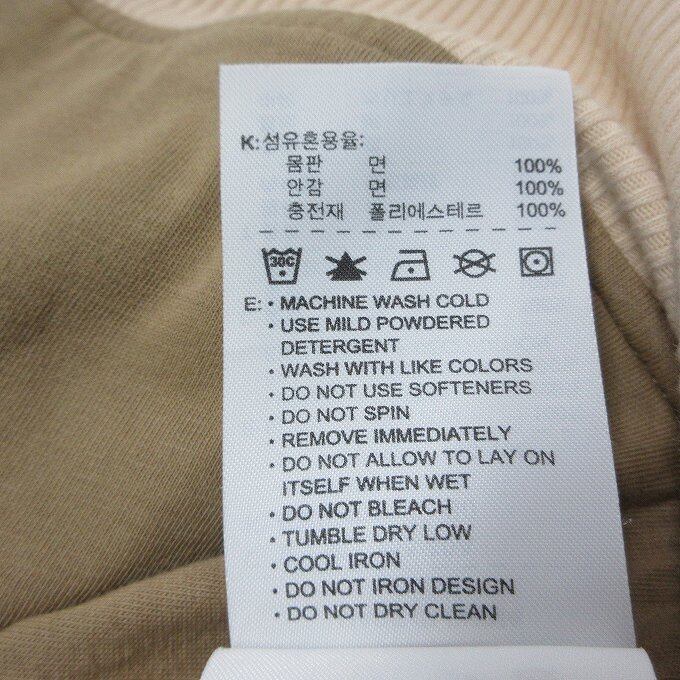 K: 섬유혼용율:
몸판 면 100%
안감 면 100%
충전재 폴리에스테르 100%
30C
E: • MACHINE WASH COLD
• USE MILD POWDERED
DETERGENT
• WASH WITH LIKE COLORS
• DO NOT USE SOFTENERS
• DO NOT SPIN
• REMOVE IMMEDIATELY
• DO NOT ALLOW TO LAY ON
ITSELF WHEN WET
• DO NOT BLEACH
• TUMBLE DRY LOW
• COOL IRON
• DO NOT IRON DESIGN
• DO NOT DRY CLEAN